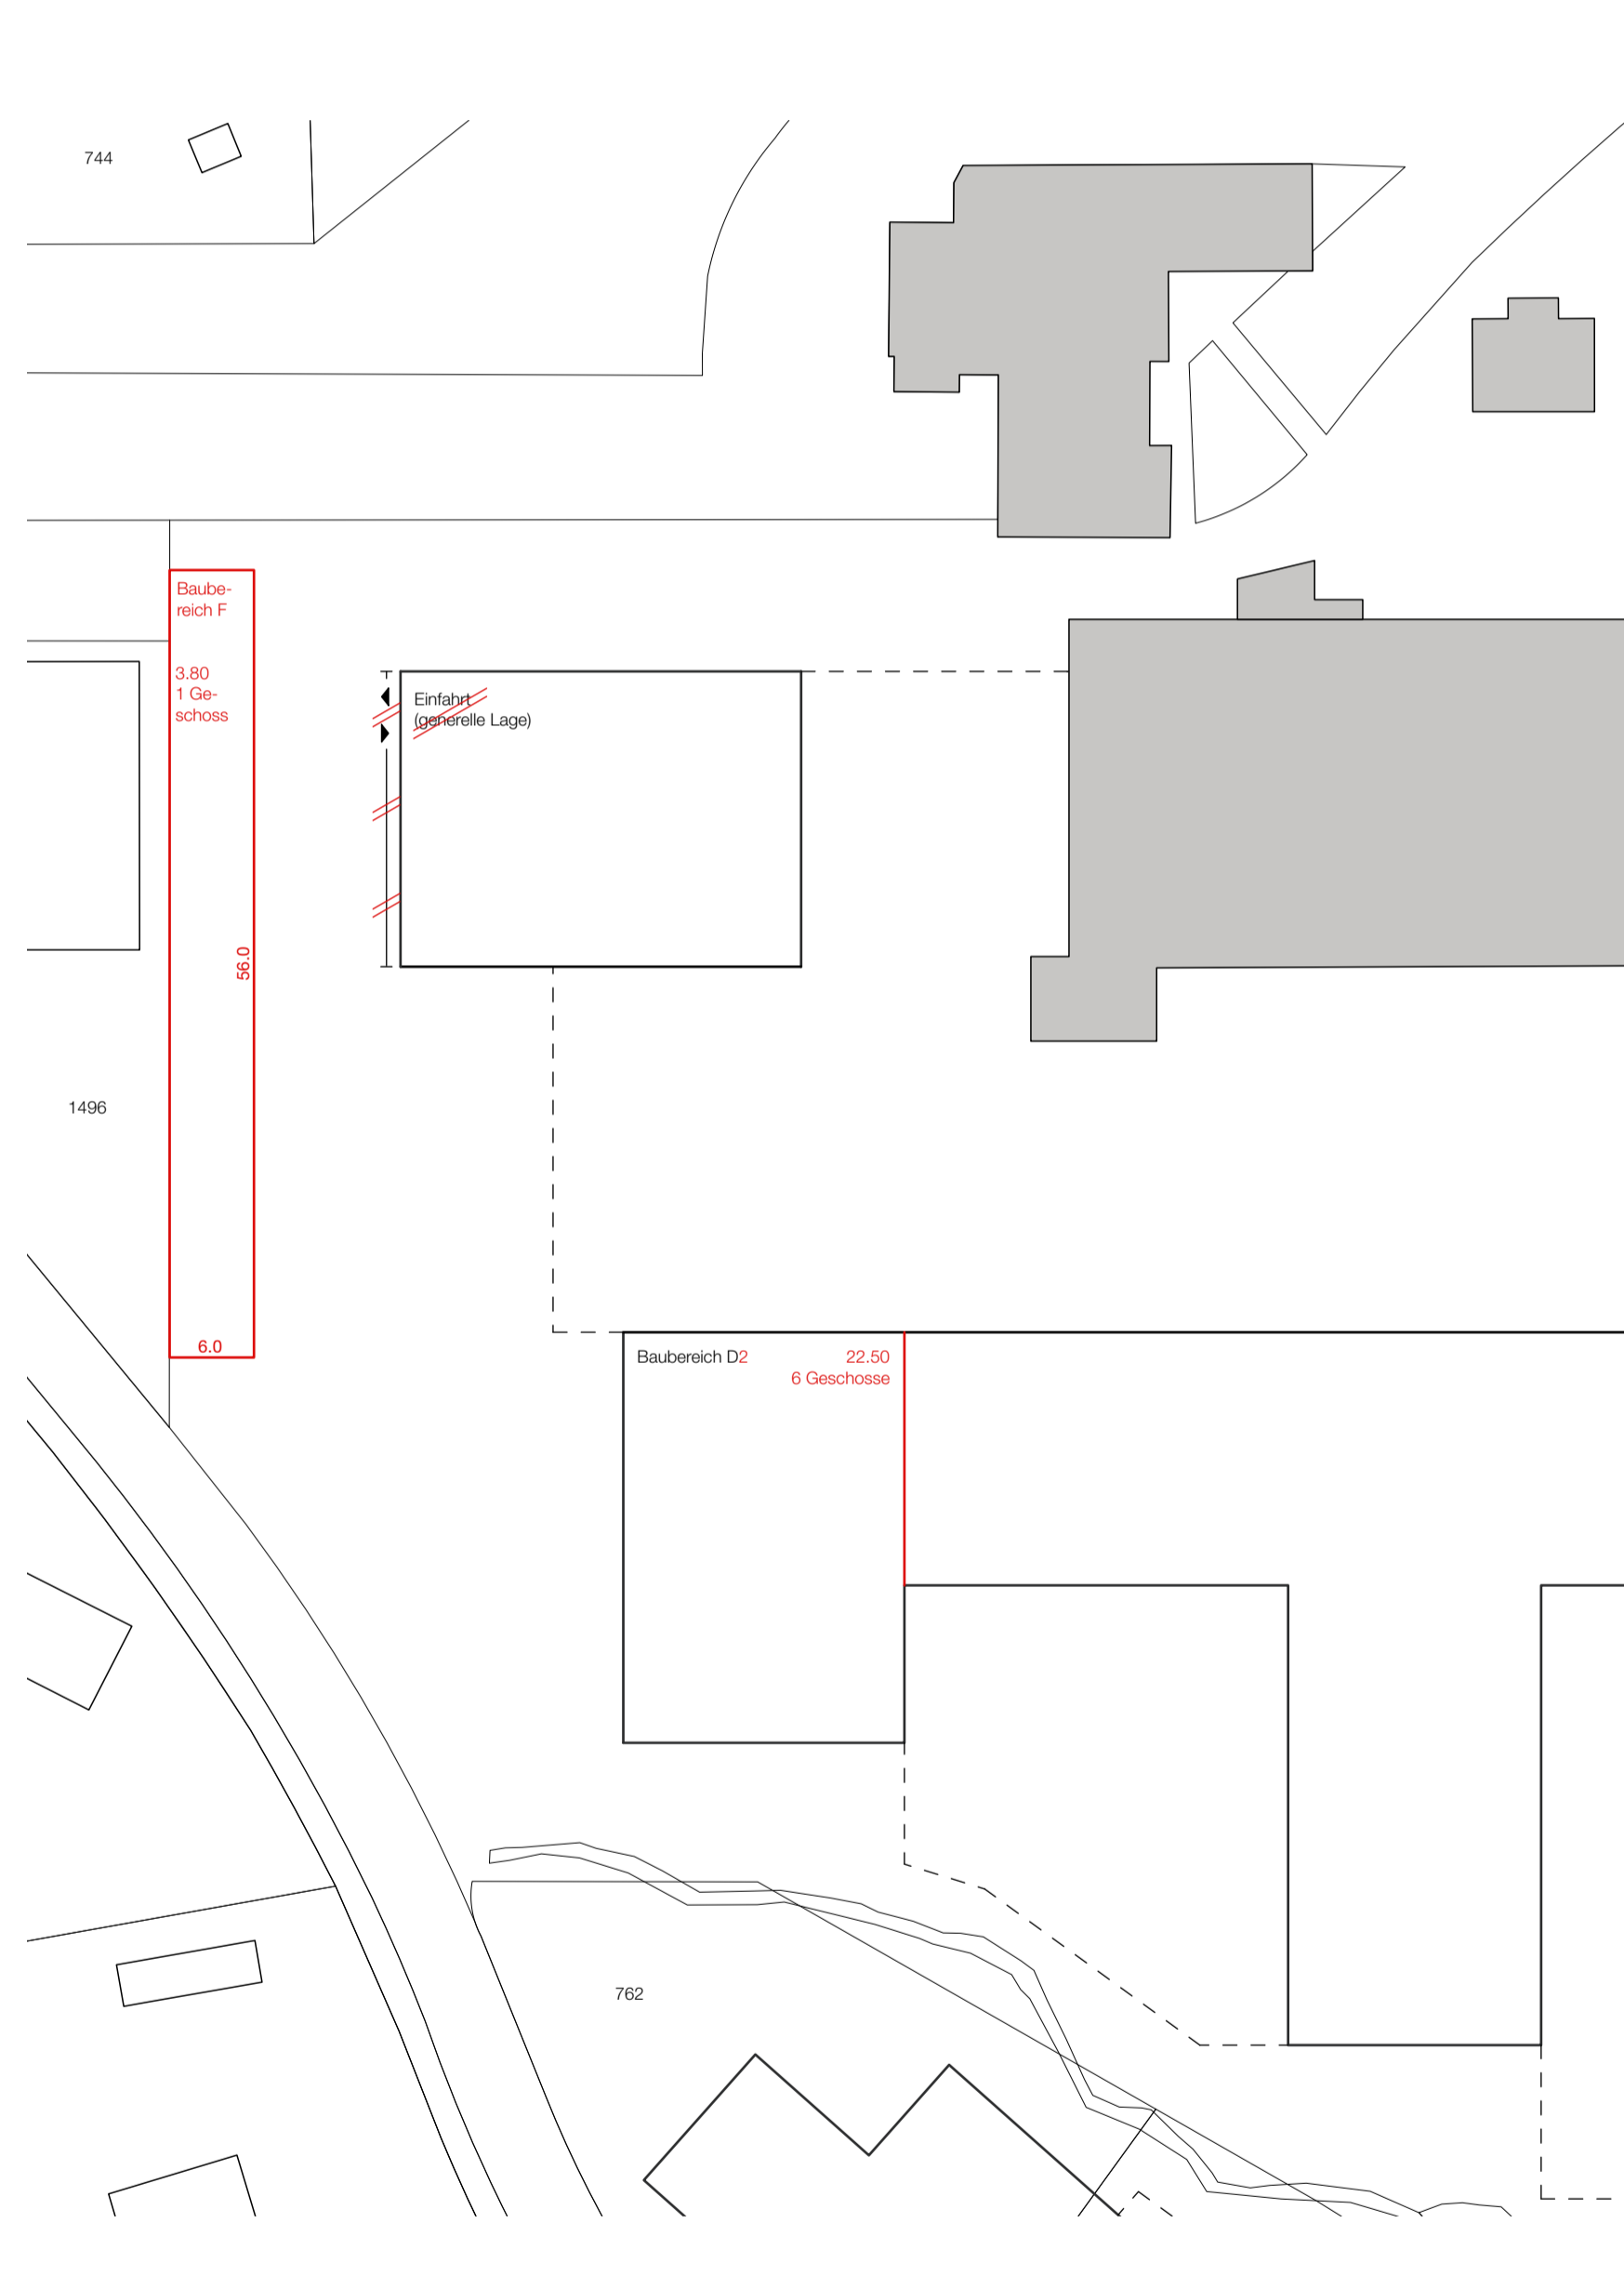 744
Baube-
reich F
3.80
1 Ge-
schoss
Einfahrt
(generelle Lage)
56.0
1496
6.0
Baubereich D2
22.50
6 Geschosse
762